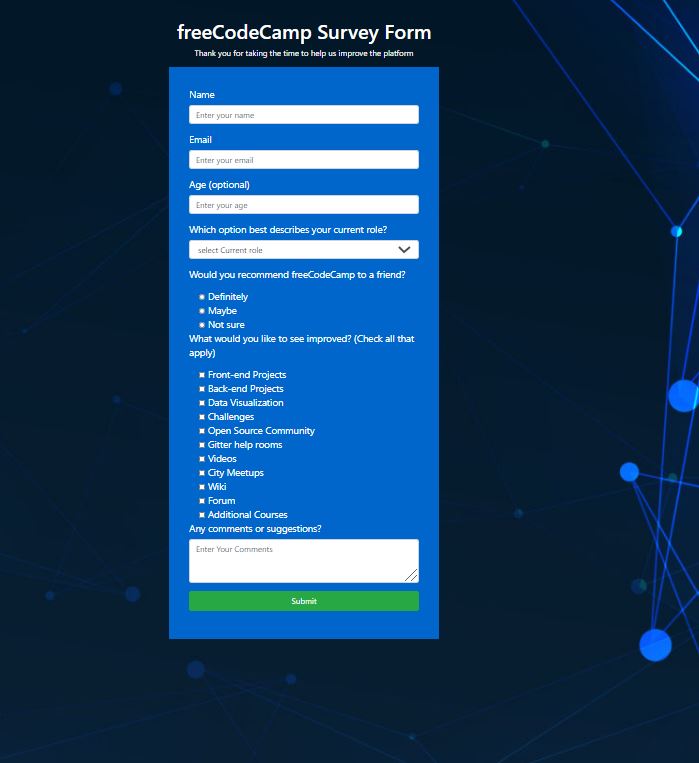 freeCodeCamp Survey Form
Thank you for taking the time to help us improve the platform
Name
Enter your name
Email
Enter your email
Age (optional)
Enter your age
Which option best describes your current role?
select Current role
Would you recommend freeCodeCamp to a friend?
Definitely
Maybe
Not sure
What would you like to see improved? (Check all that
apply)
Front-end Projects
Back-end Projects
Data Visualization
Challenges
Open Source Community
Gitter help rooms
Videos
City Meetups
Wiki
Forum
Additional Courses
Any comments or suggestions?
Enter Your Comments
Submit